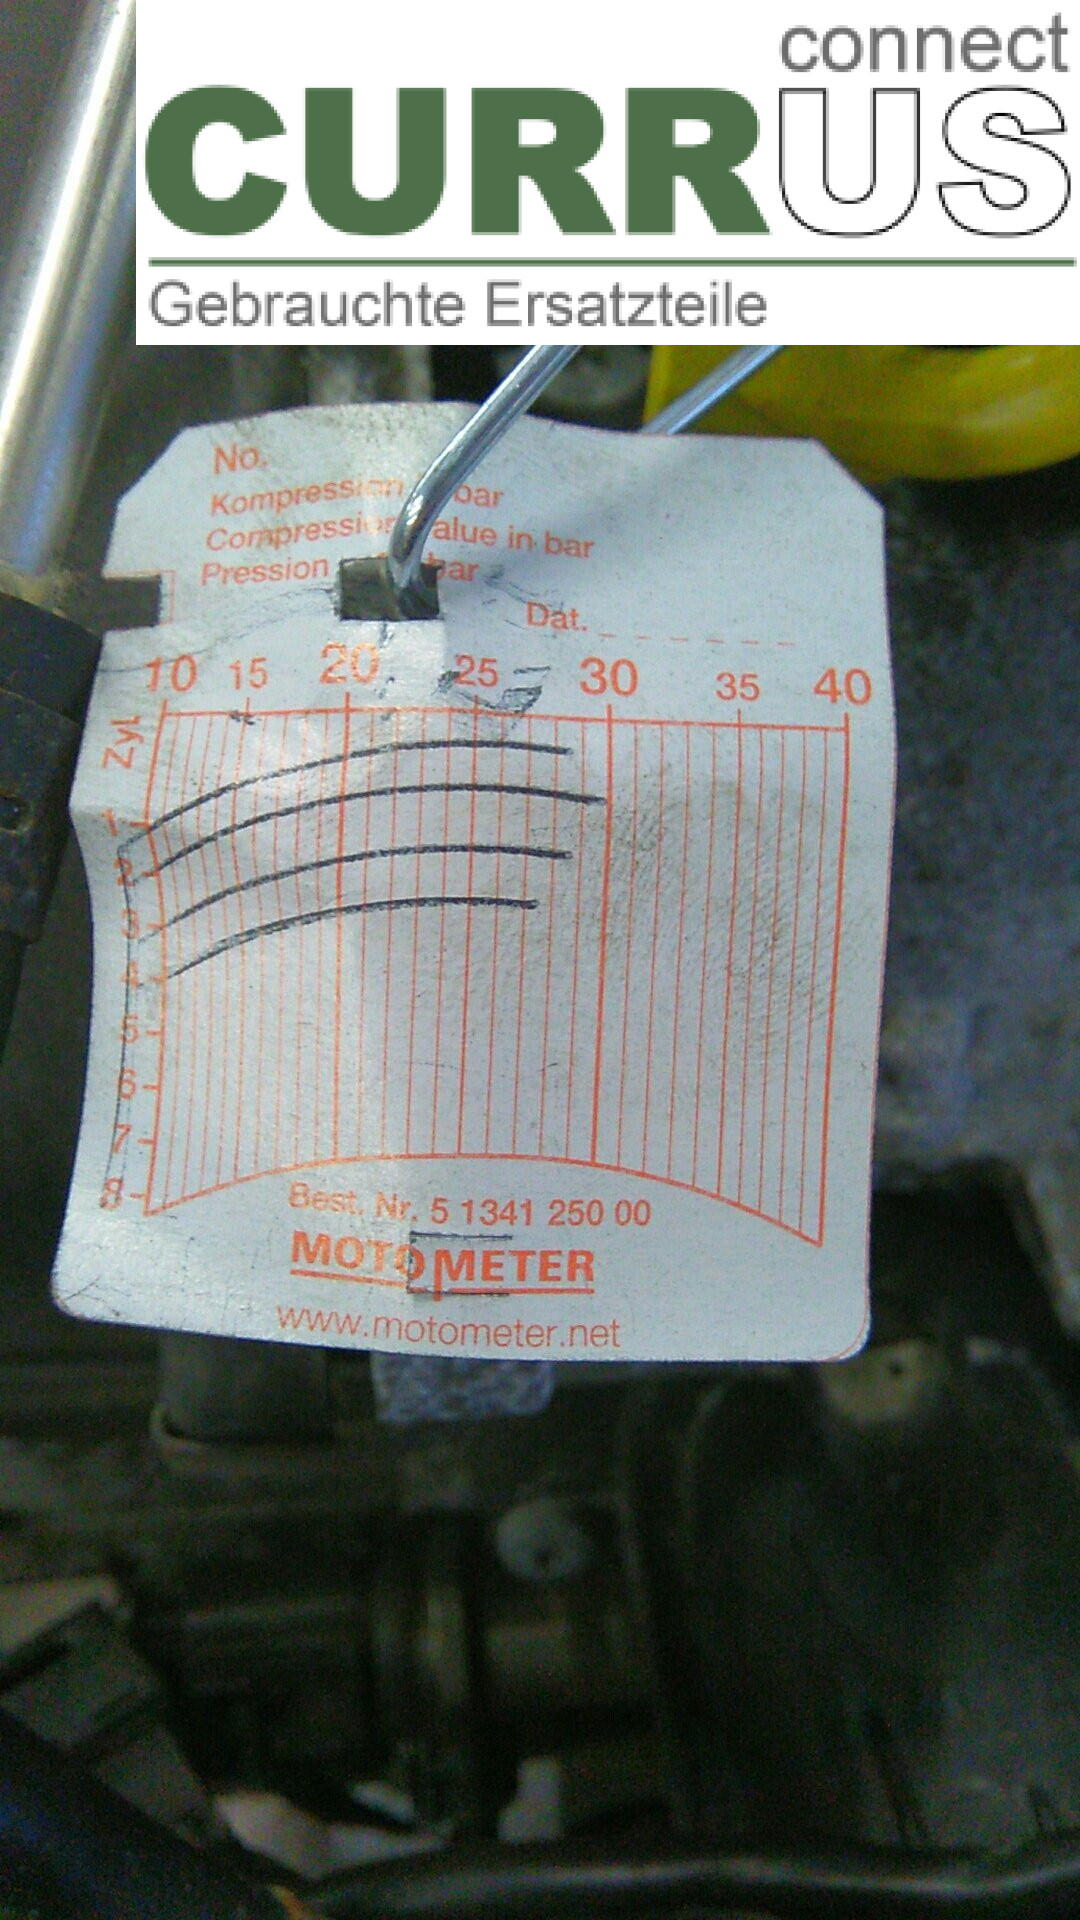 connect
CURRUS
Gebrauchte Ersatzteile
No.
Kompression bar
Compression value in bar
Pression bar
Dat.
10 15 20 25 30 35 40
Zyl.
1
2
3
4
5
6
7
8
Best. Nr. 5 1341 250 00
MOTOMETER
www.motometer.net